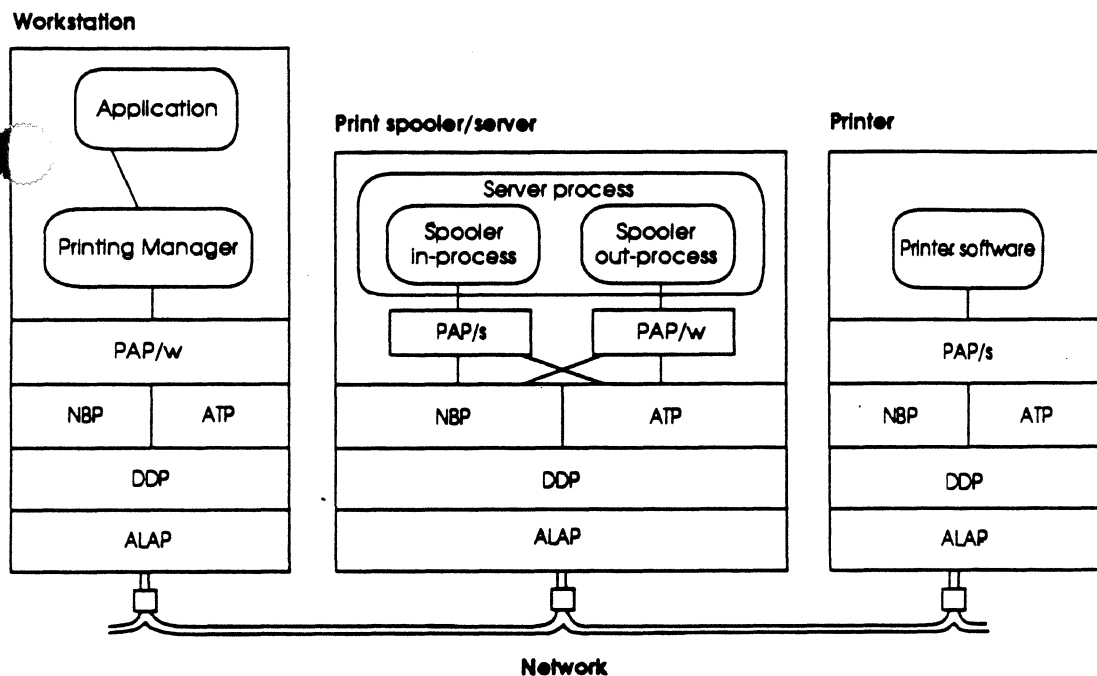 Workstation
Application
Printing Manager
PAP/w
NBP
ATP
DDP
ALAP
Print spooler/server
Server process
Spooler
in-process
Spooler
out-process
PAP/s
PAP/w
NBP
ATP
DDP
ALAP
Printer
Printer software
PAP/s
NBP
ATP
DDP
ALAP
Network